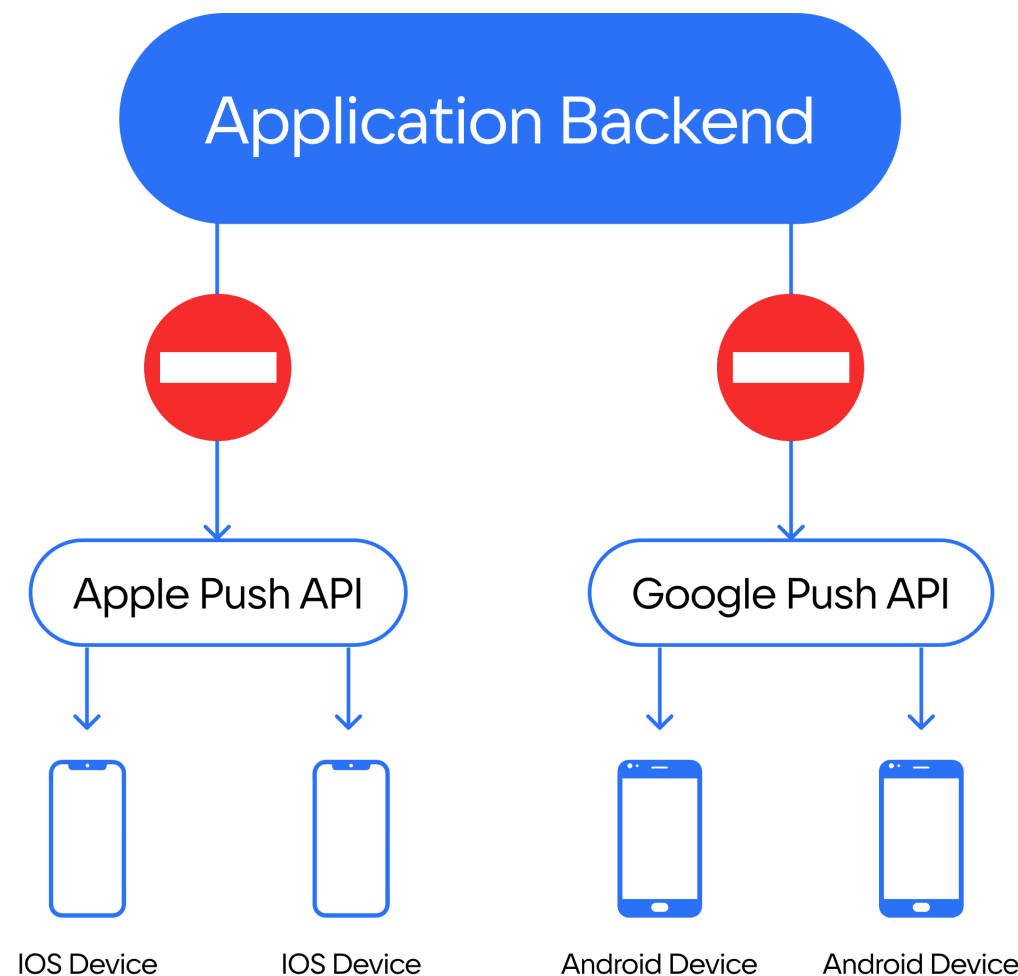 Application Backend
Apple Push API
Google Push API
IOS Device
IOS Device
Android Device
Android Device